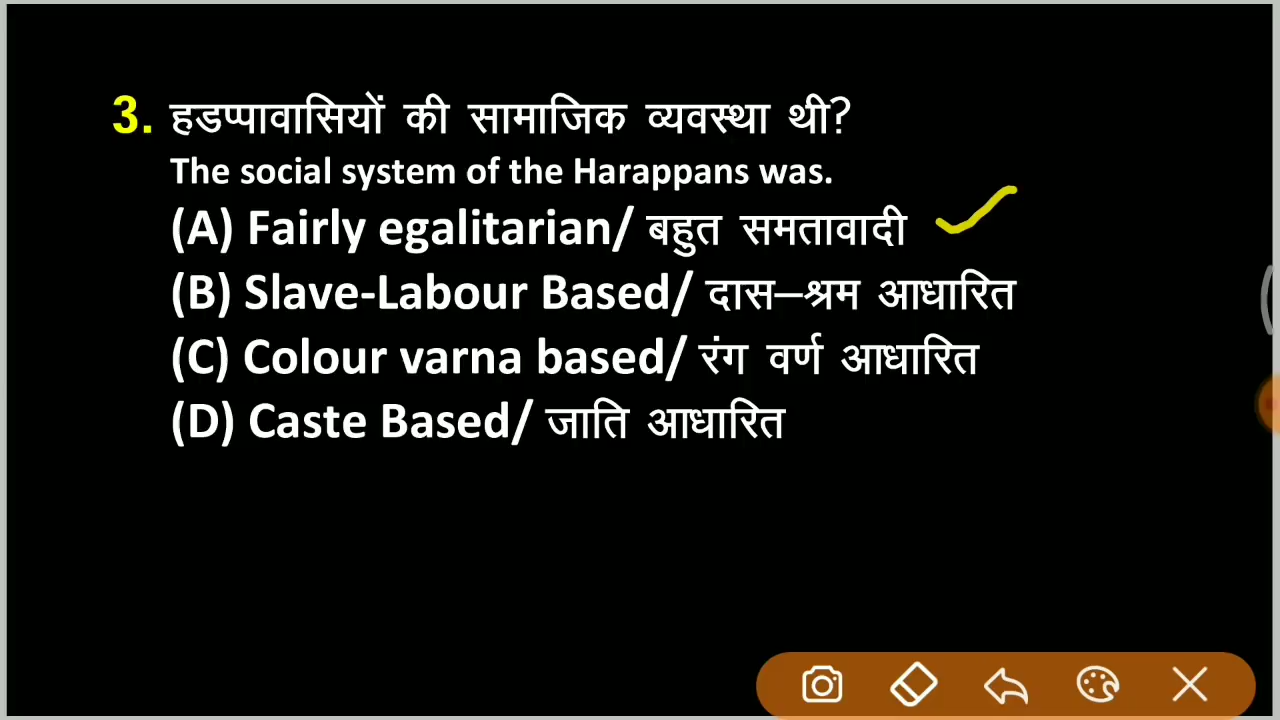 3. हडप्पावासियों की सामाजिक व्यवस्था थी?
The social system of the Harappans was.
(A) Fairly egalitarian/ बहुत समतावादी
(B) Slave-Labour Based/ दास–श्रम आधारित
(C) Colour varna based/ रंग वर्ण आधारित
(D) Caste Based/ जाति आधारित